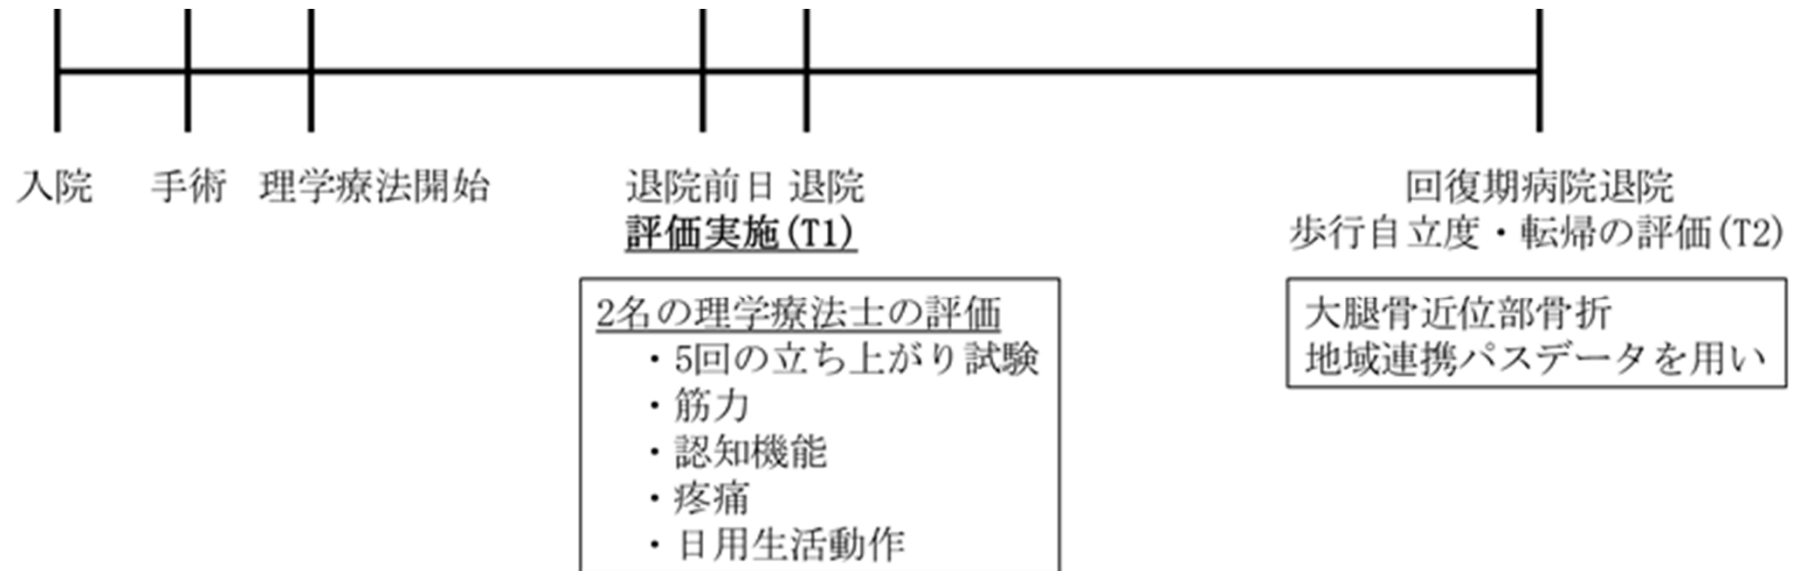 入院 手術 理学療法開始 退院前日 退院 回復期病院退院
評価実施(T1) 歩行自立度・転帰の評価(T2)
2名の理学療法士の評価
・5回の立ち上がり試験
・筋力
・認知機能
・疼痛
・日用生活動作
大腿骨近位部骨折
地域連携パスデータを用い